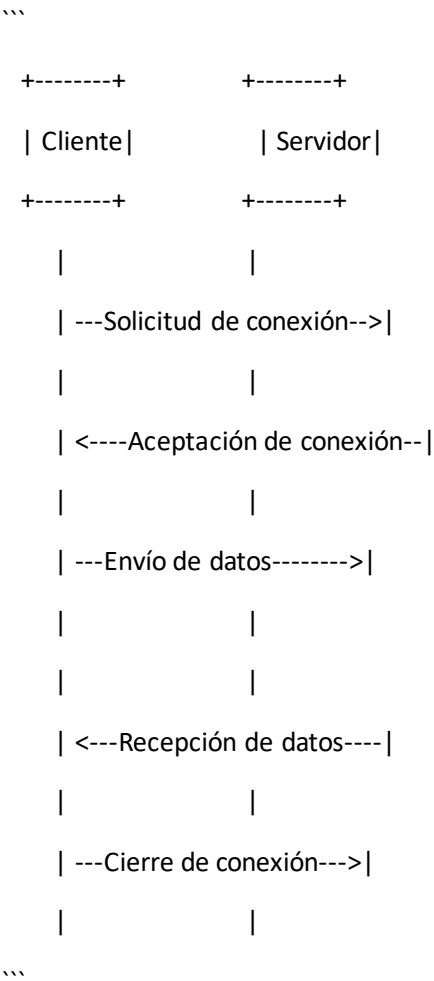 ```
+--------+ +--------+
| Cliente| | Servidor|
+--------+ +--------+
| |
| ---Solicitud de conexión-->|
| |
| <----Aceptación de conexión--|
| |
| ---Envío de datos-------->|
| |
| |
| <---Recepción de datos----|
| |
| ---Cierre de conexión--->|
| |
```